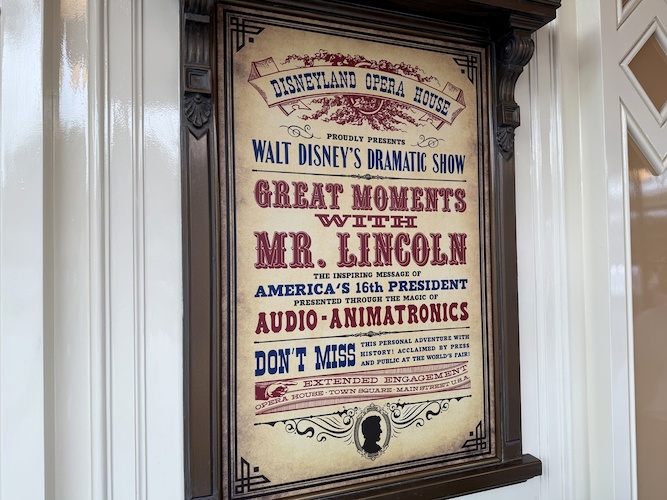 DISNEYLAND OPERA HOUSE
PROUDLY PRESENTS
WALT DISNEY'S DRAMATIC SHOW
GREAT MOMENTS
WITH
MR. LINCOLN
THE INSPIRING MESSAGE OF
AMERICA'S 16th PRESIDENT
PRESENTED THROUGH THE MAGIC OF
AUDIO-ANIMATRONICS
DON'T MISS
THIS PERSONAL ADVENTURE WITH
HISTORY! ACCLAIMED BY PRESS
AND PUBLIC AT THE WORLD'S FAIR!
EXTENDED ENGAGEMENT
OPERA HOUSE · TOWN SQUARE · MAIN STREET U.S.A.